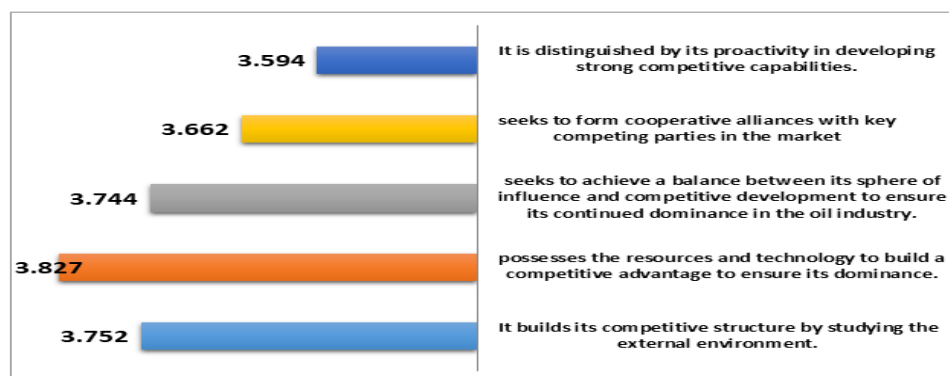 3.594
It is distinguished by its proactivity in developing
strong competitive capabilities.
3.662
seeks to form cooperative alliances with key
competing parties in the market
3.744
seeks to achieve a balance between its sphere of
influence and competitive development to ensure
its continued dominance in the oil industry.
3.827
possesses the resources and technology to build a
competitive advantage to ensure its dominance.
3.752
It builds its competitive structure by studying the
external environment.